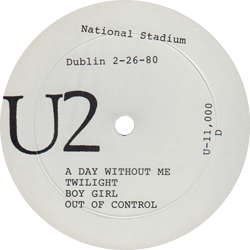 National Stadium
Dublin 2-26-80
U2
U-11,000
D
A DAY WITHOUT ME
TWILIGHT
BOY GIRL
OUT OF CONTROL